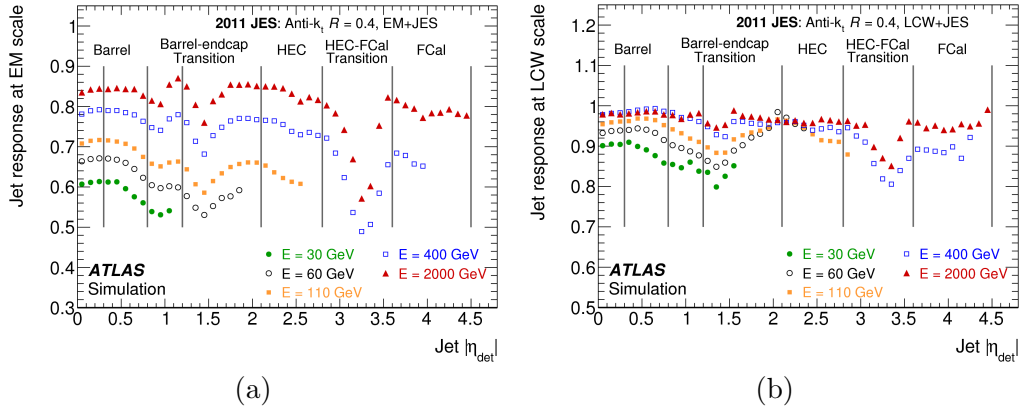 2011 JES: Anti-kt, R = 0.4, EM+JES
Barrel Barrel-endcap Transition HEC HEC-FCal Transition FCal
Jet response at EM scale
1
0.9
0.8
0.7
0.6
0.5
0.4
0.3
E = 30 GeV E = 400 GeV
E = 60 GeV E = 2000 GeV
E = 110 GeV
ATLAS
Simulation
0 0.5 1 1.5 2 2.5 3 3.5 4 4.5
Jet |ηdet|
(a)
2011 JES: Anti-kt, R = 0.4, LCW+JES
Barrel Barrel-endcap Transition HEC HEC-FCal Transition FCal
Jet response at LCW scale
1.2
1.1
1
0.9
0.8
0.7
0.6
0.5
E = 30 GeV E = 400 GeV
E = 60 GeV E = 2000 GeV
E = 110 GeV
ATLAS
Simulation
0 0.5 1 1.5 2 2.5 3 3.5 4 4.5
Jet |ηdet|
(b)